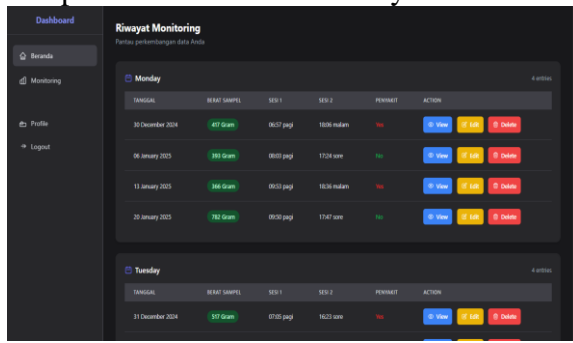 Dashboard
Riwayat Monitoring
Pantau perkembangan data Anda
Beranda
Monitoring
Profile
Logout
Monday
4 entries
TANGGAL BERAT SAMPEL SESI 1 SESI 2 PENYAKIT ACTION
30 December 2024 417 Gram 06:57 pagi 18:06 malam Yes View Edit Delete
06 January 2025 393 Gram 08:03 pagi 17:24 sore No View Edit Delete
13 January 2025 366 Gram 09:53 pagi 18:36 malam Yes View Edit Delete
20 January 2025 782 Gram 09:50 pagi 17:47 sore No View Edit Delete
Tuesday
4 entries
TANGGAL BERAT SAMPEL SESI 1 SESI 2 PENYAKIT ACTION
31 December 2024 517 Gram 07:05 pagi 16:23 sore Yes View Edit Delete